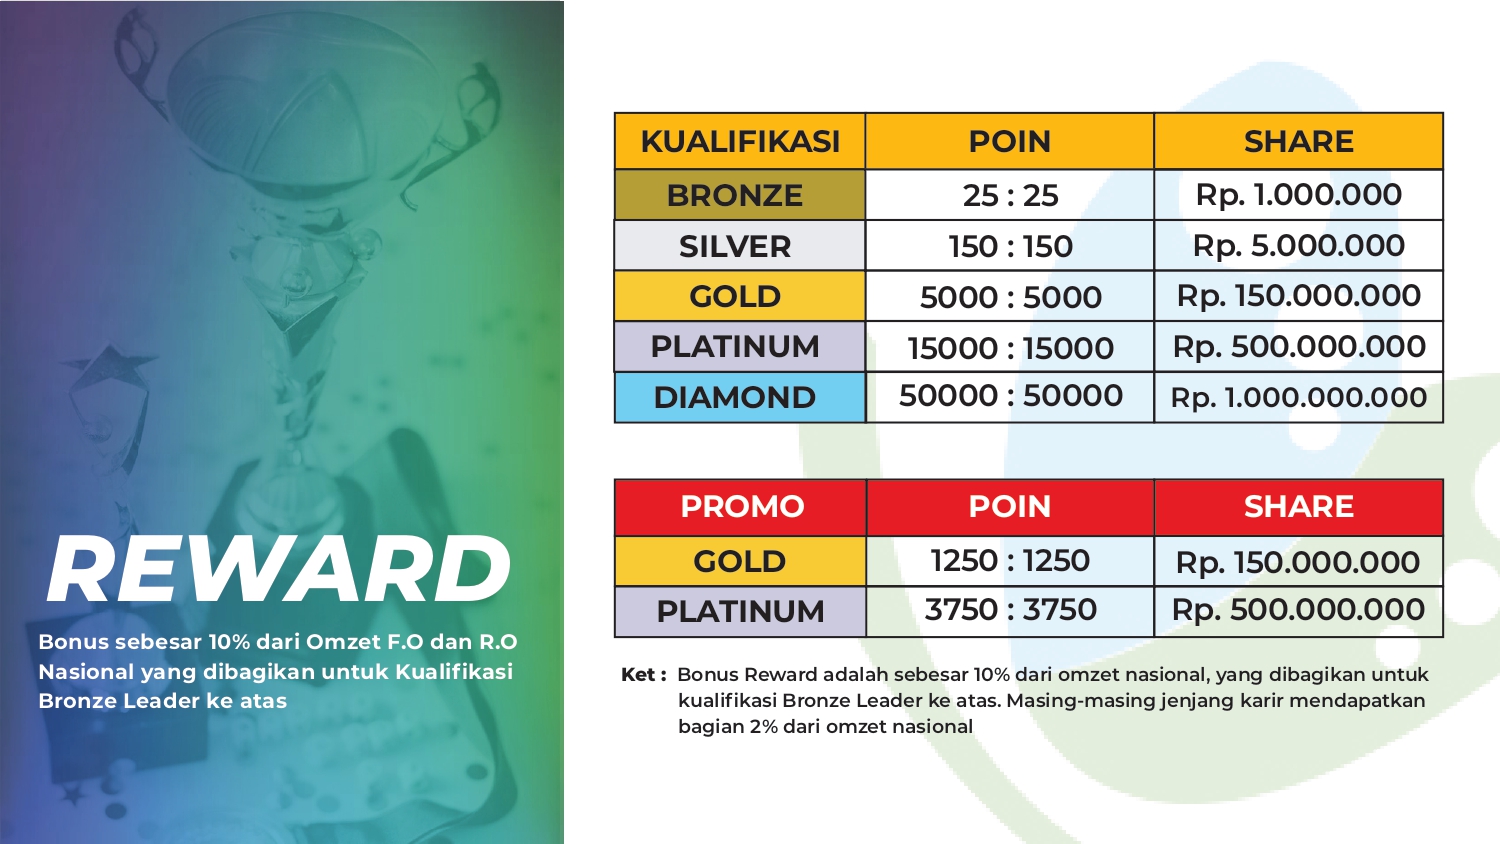 REWARD
Bonus sebesar 10% dari Omzet F.O dan R.O
Nasional yang dibagikan untuk Kualifikasi
Bronze Leader ke atas
KUALIFIKASI POIN SHARE
BRONZE 25 : 25 Rp. 1.000.000
SILVER 150 : 150 Rp. 5.000.000
GOLD 5000 : 5000 Rp. 150.000.000
PLATINUM 15000 : 15000 Rp. 500.000.000
DIAMOND 50000 : 50000 Rp. 1.000.000.000
PROMO POIN SHARE
GOLD 1250 : 1250 Rp. 150.000.000
PLATINUM 3750 : 3750 Rp. 500.000.000
Ket : Bonus Reward adalah sebesar 10% dari omzet nasional, yang dibagikan untuk
kualifikasi Bronze Leader ke atas. Masing-masing jenjang karir mendapatkan
bagian 2% dari omzet nasional